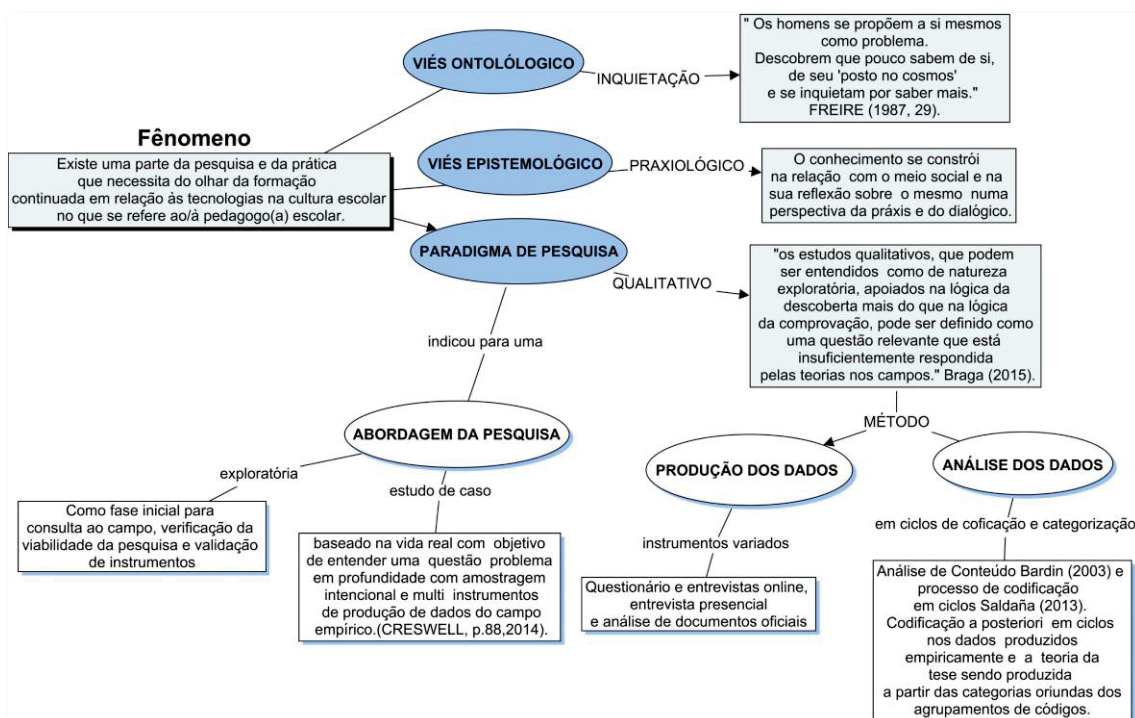 VIÉS ONTOLÓLOGICO
INQUIETAÇÃO
" Os homens se propõem a si mesmos
como problema.
Descobrem que pouco sabem de si,
de seu 'posto no cosmos'
e se inquietam por saber mais."
FREIRE (1987, 29).
Fênomeno
Existe uma parte da pesquisa e da prática
que necessita do olhar da formação
continuada em relação às tecnologias na cultura escolar
no que se refere ao/à pedagogo(a) escolar.
VIÉS EPISTEMOLÓGICO
PRAXIOLÓGICO
O conhecimento se constrói
na relação com o meio social e na
sua reflexão sobre o mesmo numa
perspectiva da práxis e do dialógico.
PARADIGMA DE PESQUISA
QUALITATIVO
"os estudos qualitativos, que podem
ser entendidos como de natureza
exploratória, apoiados na lógica da
descoberta mais do que na lógica
da comprovação, pode ser definido como
uma questão relevante que está
insuficientemente respondida
pelas teorias nos campos." Braga (2015).
indicou para uma
ABORDAGEM DA PESQUISA
exploratória
Como fase inicial para
consulta ao campo, verificação da
viabilidade da pesquisa e validação
de instrumentos
estudo de caso
baseado na vida real com objetivo
de entender uma questão problema
em profundidade com amostragem
intencional e multi instrumentos
de produção de dados do campo
empírico.(CRESWELL, p.88,2014).
MÉTODO
PRODUÇÃO DOS DADOS
instrumentos variados
Questionário e entrevistas online,
entrevista presencial
e análise de documentos oficiais
ANÁLISE DOS DADOS
em ciclos de coficação e categorização
Análise de Conteúdo Bardin (2003) e
processo de codificação
em ciclos Saldaña (2013).
Codificação a posteriori em ciclos
nos dados produzidos
empiricamente e a teoria da
tese sendo produzida
a partir das categorias oriundas dos
agrupamentos de códigos.